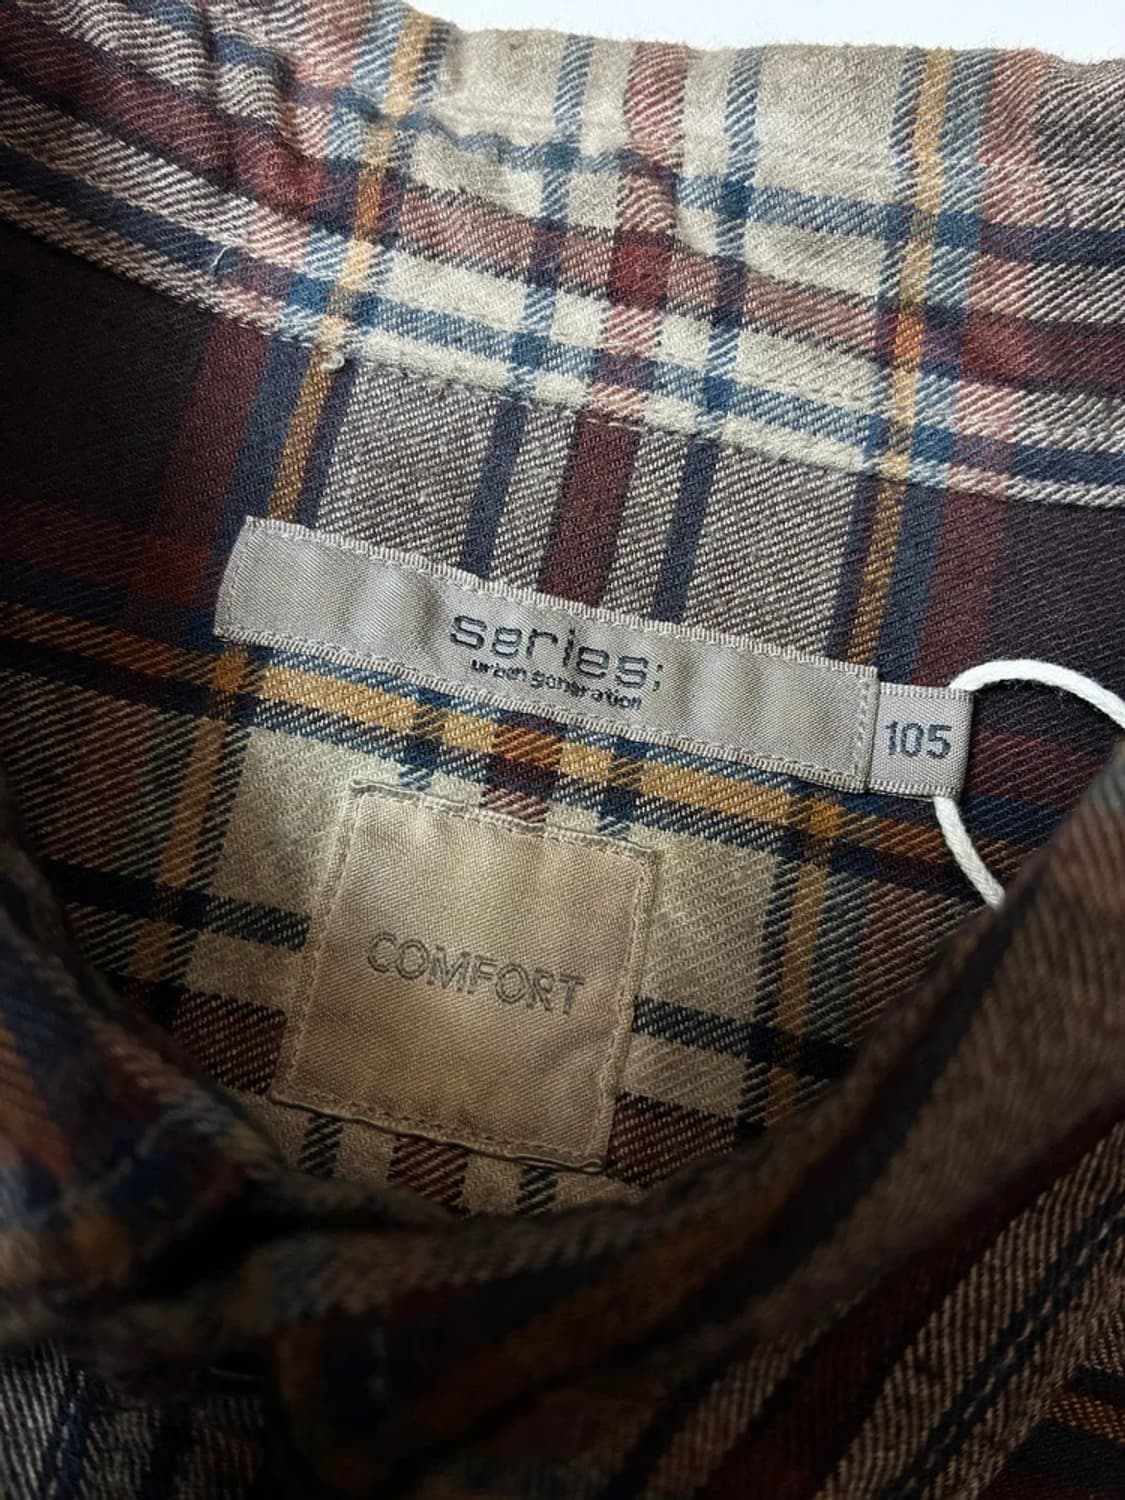 series;
urban generation
105
COMFORT